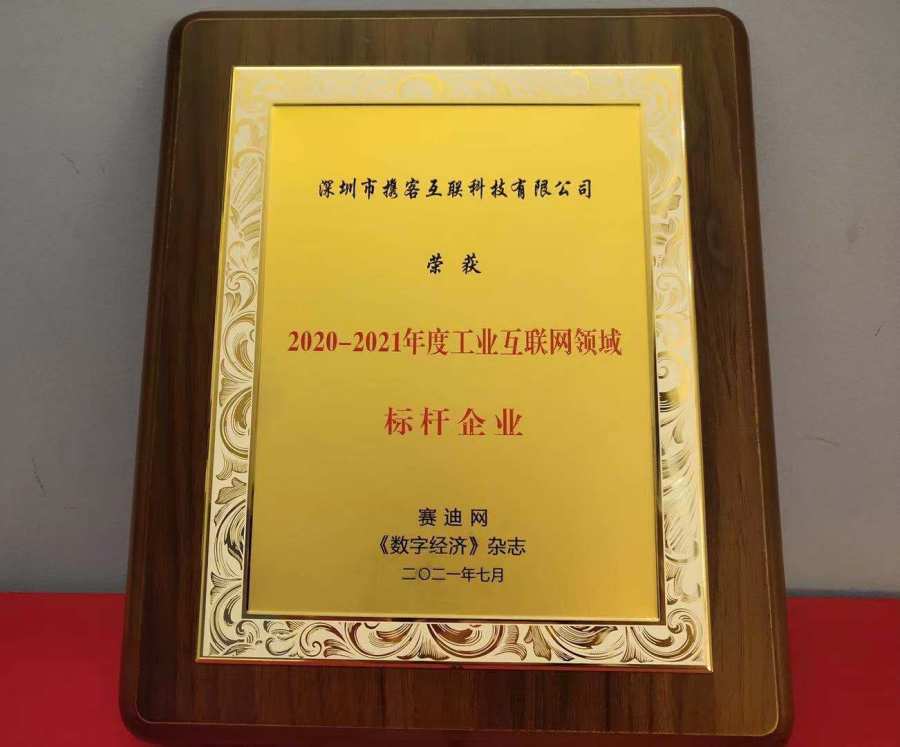 深圳市携客互联科技有限公司
荣获
2020-2021年度工业互联网领域
标杆企业
赛迪网
《数字经济》杂志
二〇二一年七月